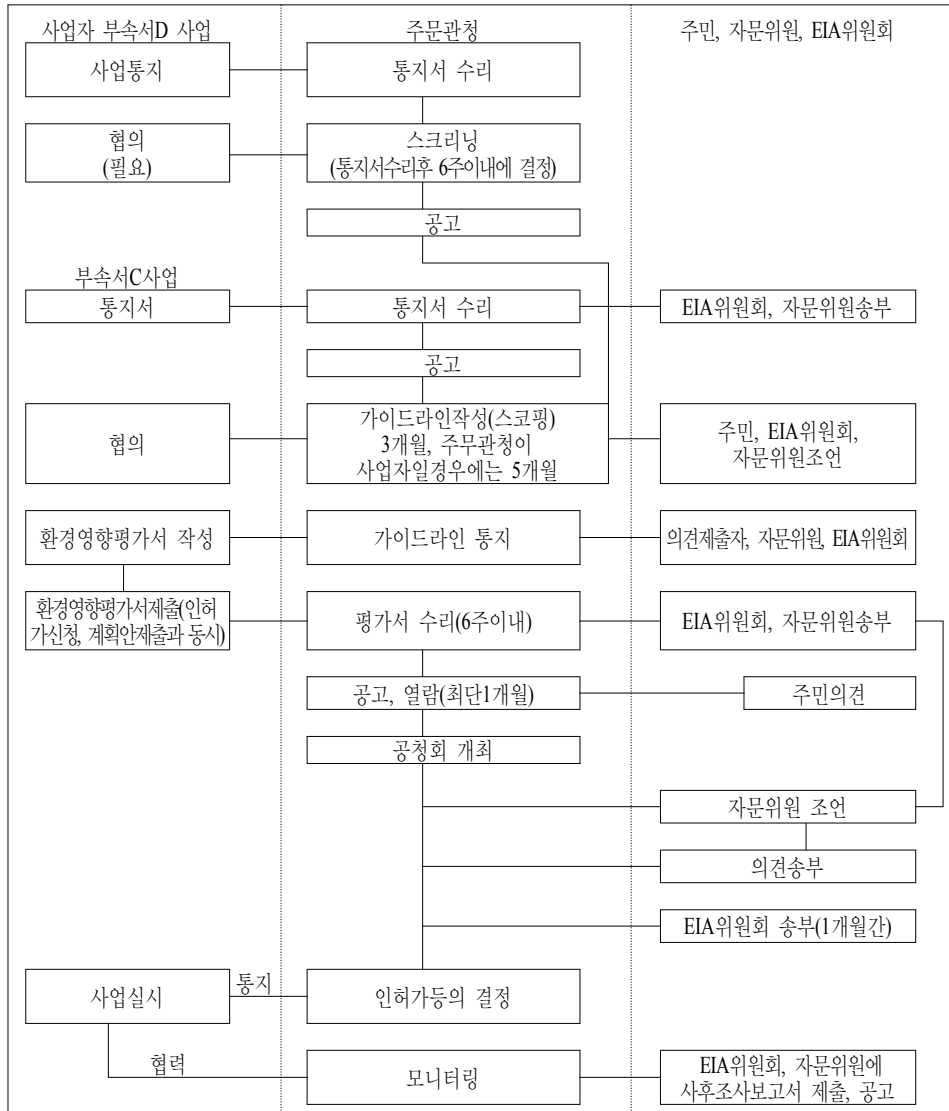 사업자 부속서D 사업
주문관청
주민, 자문위원, EIA위원회
사업통지
통지서 수리
협의
(필요)
스크리닝
(통지서수리후 6주이내에 결정)
공고
부속서C사업
통지서
통지서 수리
EIA위원회, 자문위원송부
공고
협의
가이드라인작성(스코핑)
3개월, 주무관청이
사업자일경우에는 5개월
주민, EIA위원회,
자문위원조언
환경영향평가서 작성
가이드라인 통지
의견제출자, 자문위원, EIA위원회
환경영향평가서제출(인허
가신청, 계획안제출과 동시)
평가서 수리(6주이내)
EIA위원회, 자문위원송부
공고, 열람(최단1개월)
주민의견
공청회 개최
자문위원 조언
의견송부
EIA위원회 송부(1개월간)
사업실시
통지
인허가등의 결정
협력
모니터링
EIA위원회, 자문위원에
사후조사보고서 제출, 공고